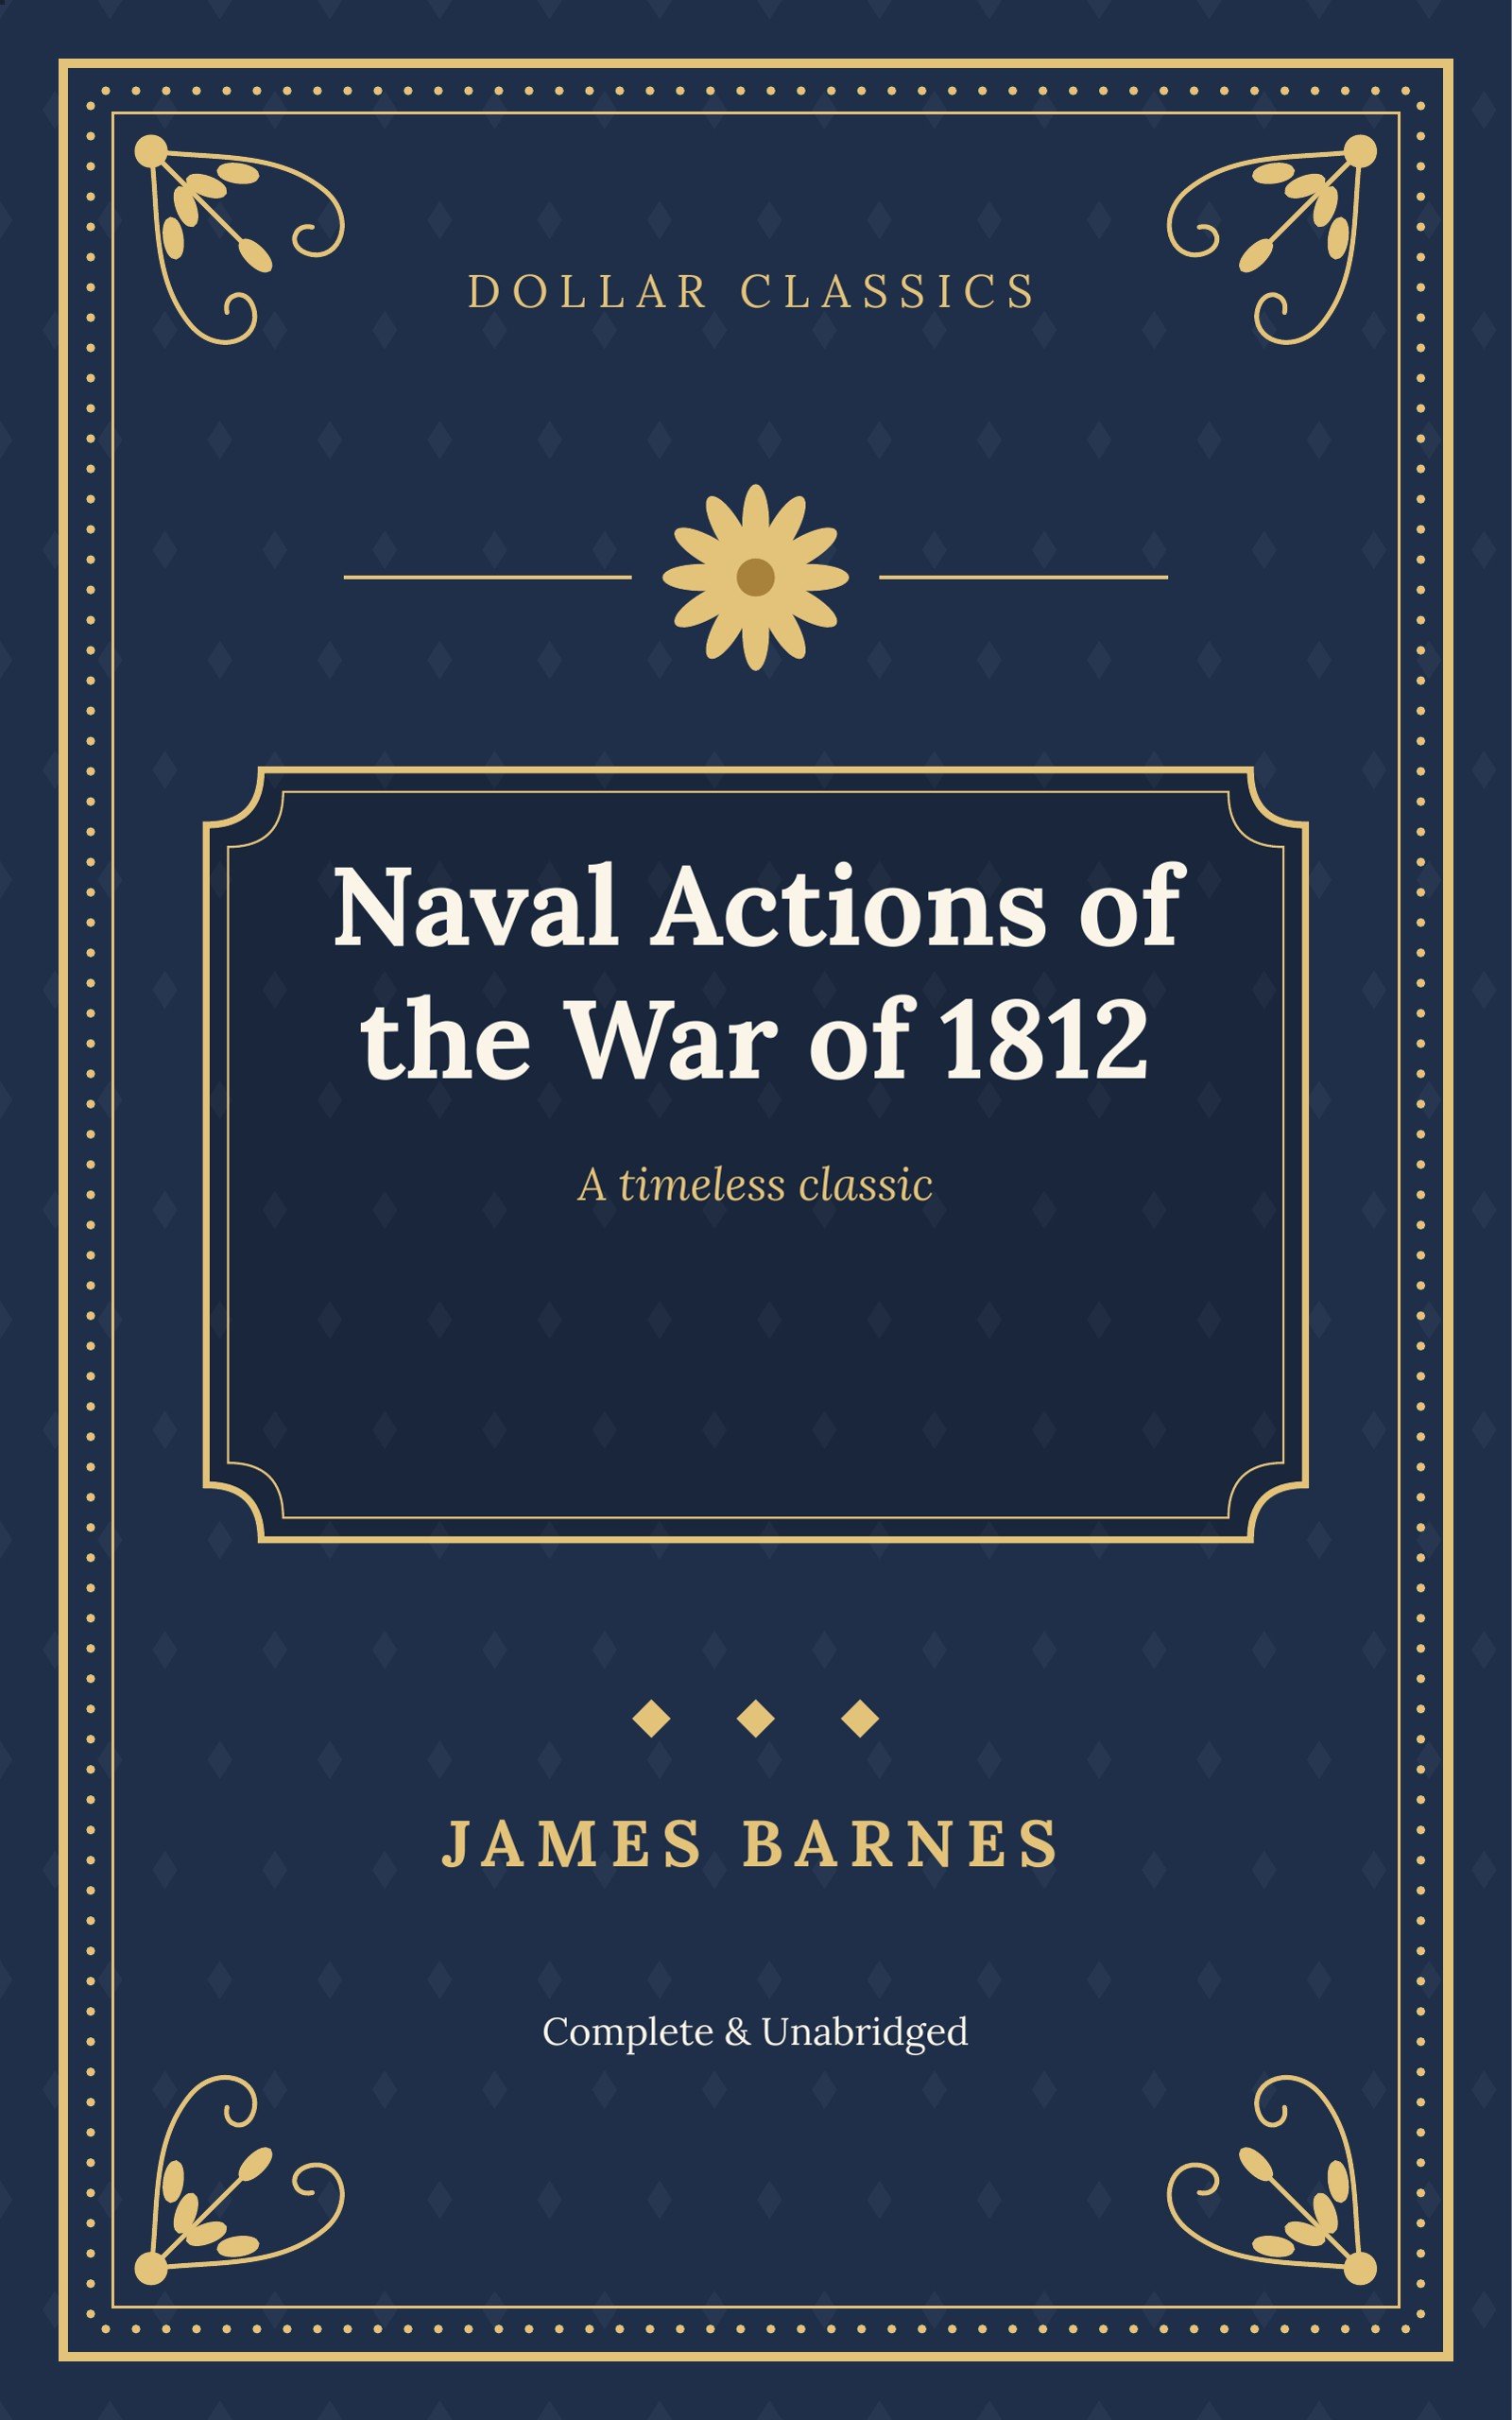 DOLLAR CLASSICS
Naval Actions of
the War of 1812
A timeless classic
JAMES BARNES
Complete & Unabridged